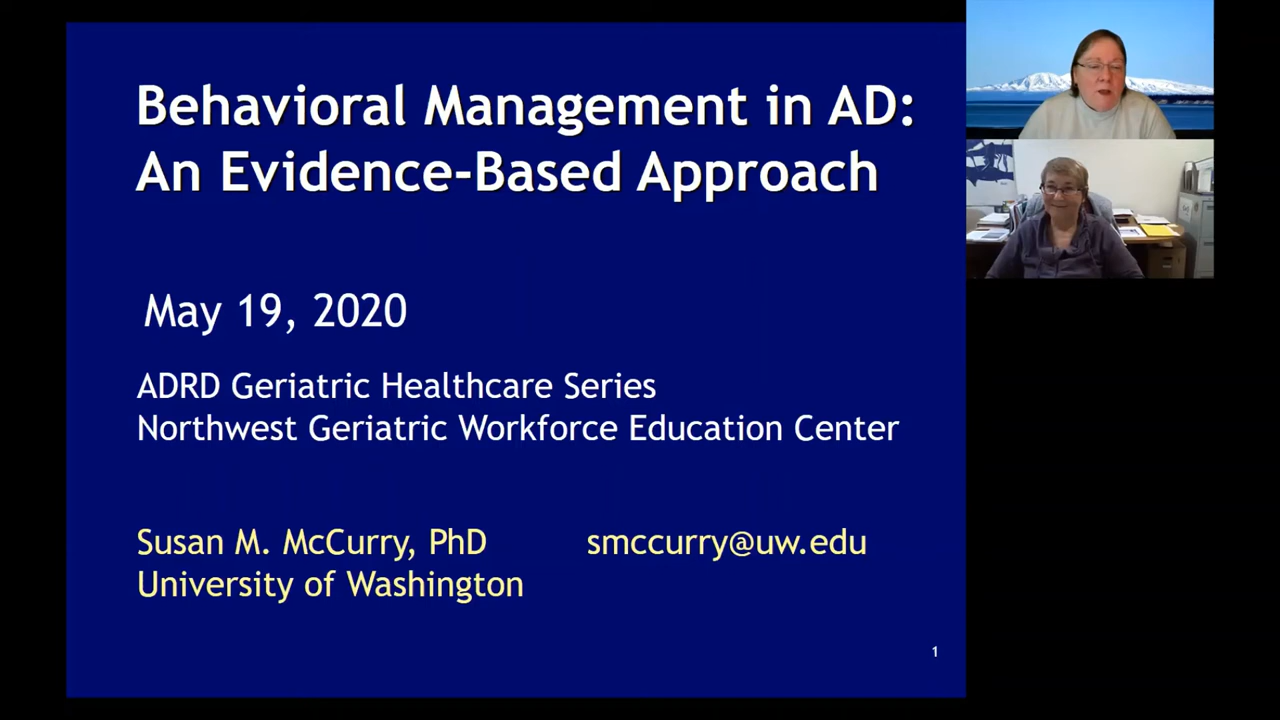 Behavioral Management in AD:
An Evidence-Based Approach
May 19, 2020
ADRD Geriatric Healthcare Series
Northwest Geriatric Workforce Education Center
Susan M. McCurry, PhD smccurry@uw.edu
University of Washington
1